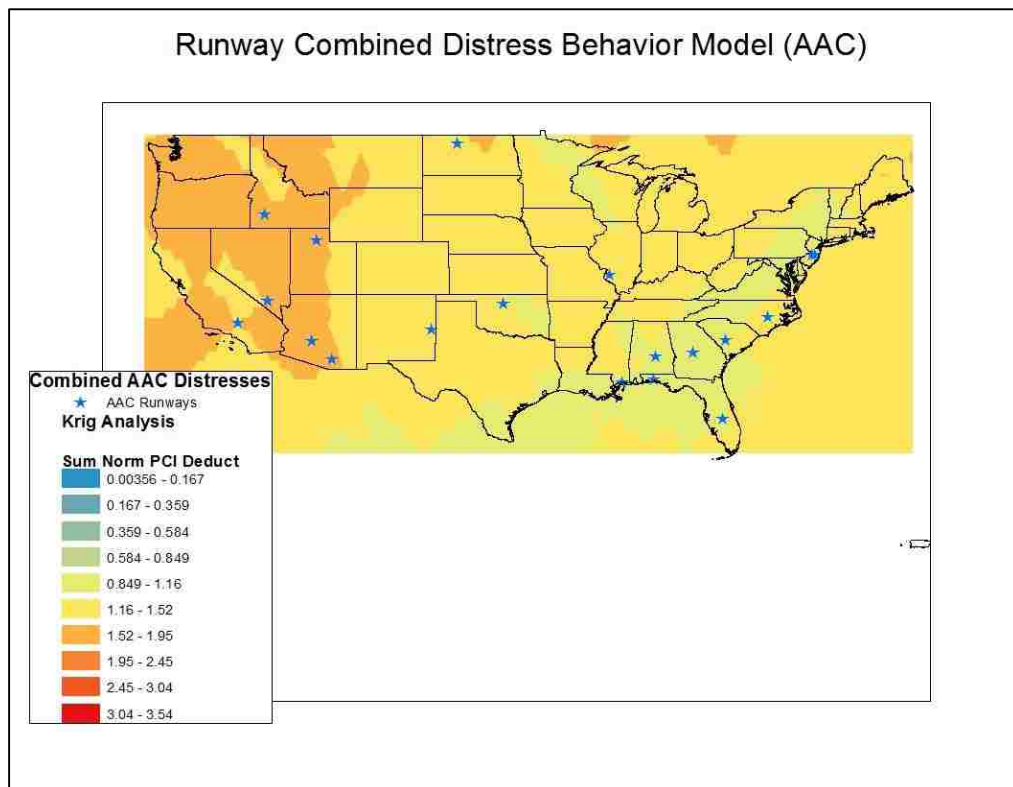 Runway Combined Distress Behavior Model (AAC)
Combined AAC Distresses
AAC Runways
Krig Analysis
Sum Norm PCI Deduct
0.00356 - 0.167
0.167 - 0.359
0.359 - 0.584
0.584 - 0.849
0.849 - 1.16
1.16 - 1.52
1.52 - 1.95
1.95 - 2.45
2.45 - 3.04
3.04 - 3.54